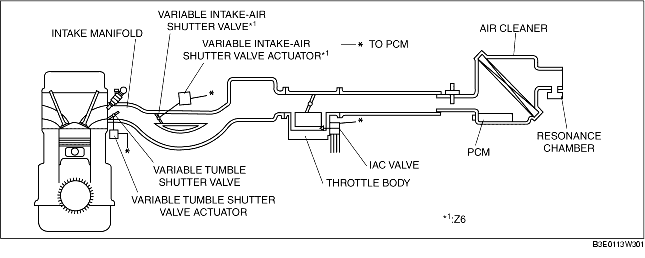 VARIABLE INTAKE-AIR
SHUTTER VALVE*1
INTAKE MANIFOLD
VARIABLE INTAKE-AIR
SHUTTER VALVE ACTUATOR*1
* TO PCM
AIR CLEANER
*
*
*
RESONANCE
CHAMBER
PCM
IAC VALVE
THROTTLE BODY
VARIABLE TUMBLE
SHUTTER VALVE
VARIABLE TUMBLE SHUTTER
VALVE ACTUATOR
*1:Z6
B3E0113W301